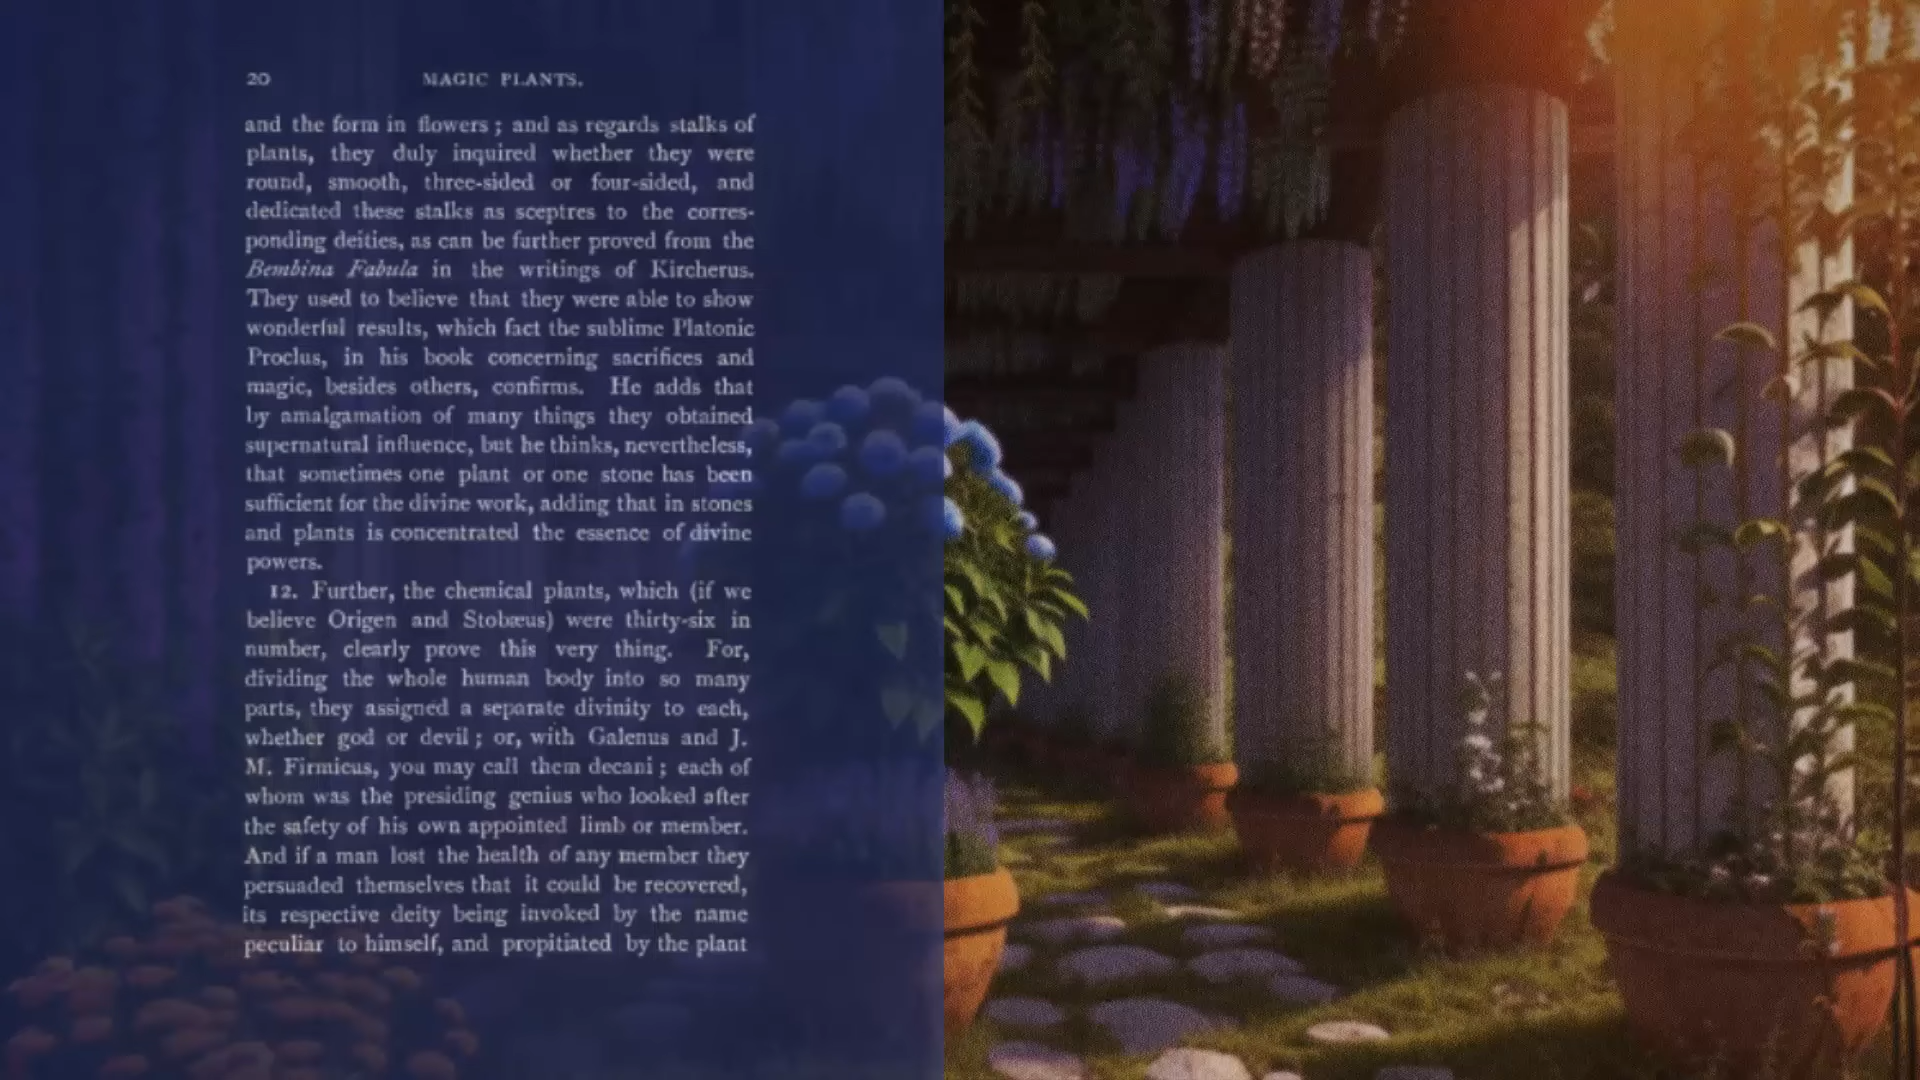 20 MAGIC PLANTS.
and the form in flowers ; and as regards stalks of
plants, they duly inquired whether they were
round, smooth, three-sided or four-sided, and
dedicated these stalks as sceptres to the corres-
ponding deities, as can be further proved from the
Bembina Fabula in the writings of Kircherus.
They used to believe that they were able to show
wonderful results, which fact the sublime Platonic
Proclus, in his book concerning sacrifices and
magic, besides others, confirms. He adds that
by amalgamation of many things they obtained
supernatural influence, but he thinks, nevertheless,
that sometimes one plant or one stone has been
sufficient for the divine work, adding that in stones
and plants is concentrated the essence of divine
powers.
12. Further, the chemical plants, which (if we
believe Origen and Stobæus) were thirty-six in
number, clearly prove this very thing. For,
dividing the whole human body into so many
parts, they assigned a separate divinity to each,
whether god or devil ; or, with Galenus and J.
M. Firmicus, you may call them decani ; each of
whom was the presiding genius who looked after
the safety of his own appointed limb or member.
And if a man lost the health of any member they
persuaded themselves that it could be recovered,
its respective deity being invoked by the name
peculiar to himself, and propitiated by the plant